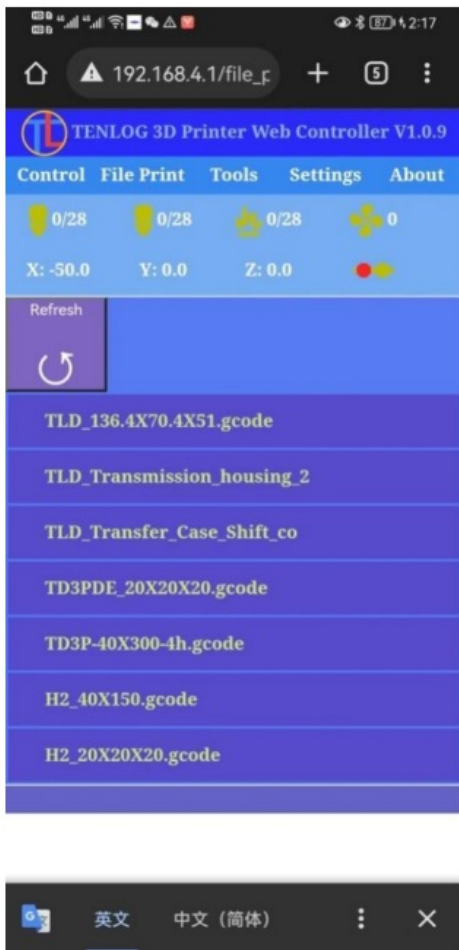 HD 87 2:17
192.168.4.1/file_p 5
TL TENLOG 3D Printer Web Controller V1.0.9
Control File Print Tools Settings About
0/28 0/28 0/28 0
X: -50.0 Y: 0.0 Z: 0.0
Refresh
TLD_136.4X70.4X51.gcode
TLD_Transmission_housing_2
TLD_Transfer_Case_Shift_co
TD3PDE_20X20X20.gcode
TD3P-40X300-4h.gcode
H2_40X150.gcode
H2_20X20X20.gcode
英文 中文（简体）